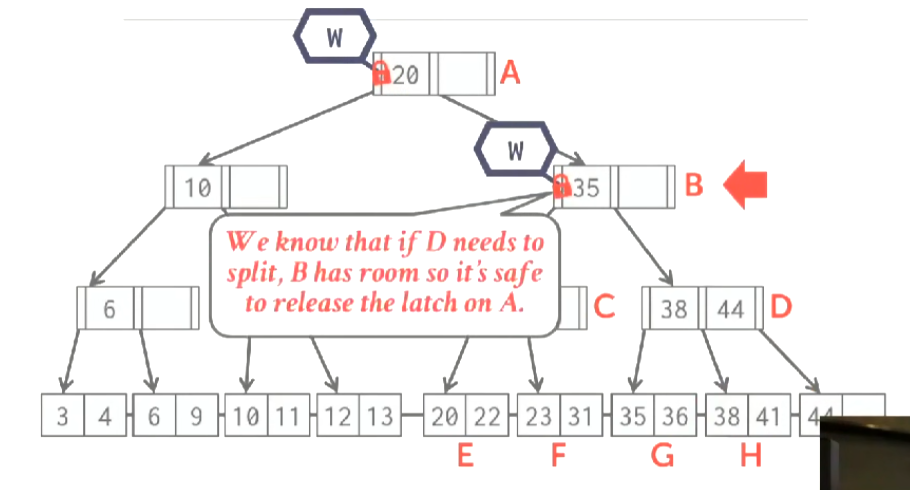 W
20 A
W
10
35 B
We know that if D needs to
split, B has room so it's safe
to release the latch on A.
6
C
38 44 D
3 4 6 9 10 11 12 13 20 22 23 31 35 36 38 41
E F G H